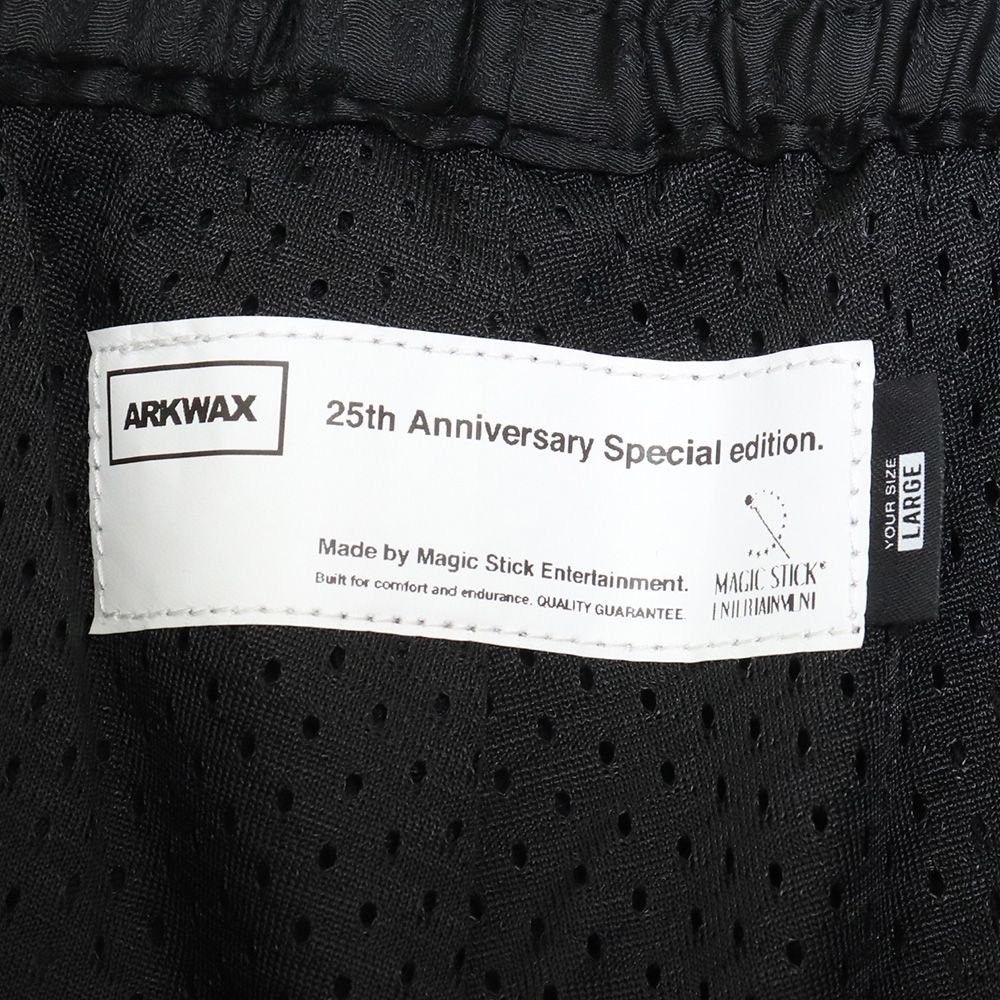 ARKWAX
25th Anniversary Special edition.
Made by Magic Stick Entertainment.
Built for comfort and endurance. QUALITY GUARANTEE.
MAGIC STICK®
ENTERTAINMENT
YOUR SIZE
LARGE